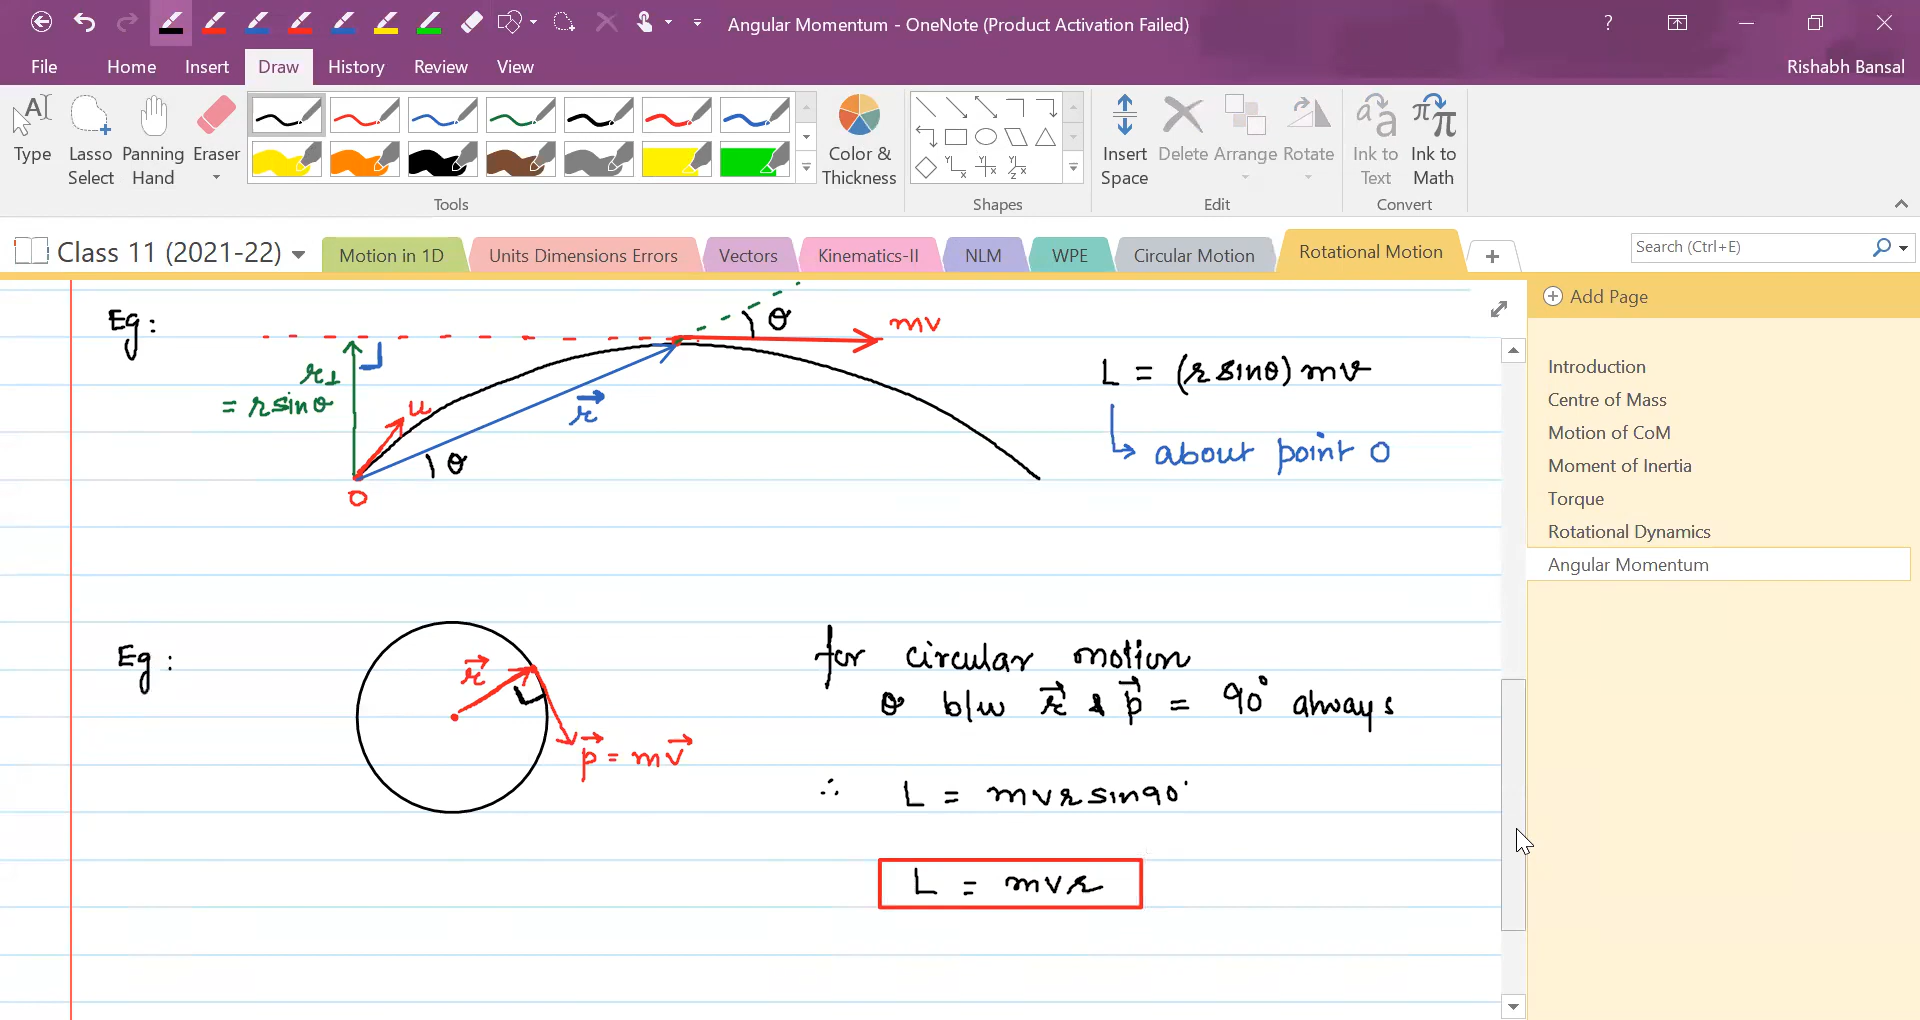 Angular Momentum - OneNote (Product Activation Failed)
?
File Home Insert Draw History Review View
Rishabh Bansal
Type
Lasso Select
Panning Hand
Eraser
Color & Thickness
Insert Space
Delete
Arrange
Rotate
Ink to Text
Ink to Math
Tools
Shapes
Edit
Convert
Class 11 (2021-22)
Motion in 1D
Units Dimensions Errors
Vectors
Kinematics-II
NLM
WPE
Circular Motion
Rotational Motion
Search (Ctrl+E)
Add Page
Introduction
Centre of Mass
Motion of CoM
Moment of Inertia
Torque
Rotational Dynamics
Angular Momentum
Eg :
θ
mv
r⊥
= r sinθ
u
r⃗
θ
O
L = (r sinθ) mv
about point O
Eg :
r⃗
p⃗ = mv⃗
for circular motion
θ b/w r⃗ & p⃗ = 90° always
∴ L = mvr sin90°
L = mvr